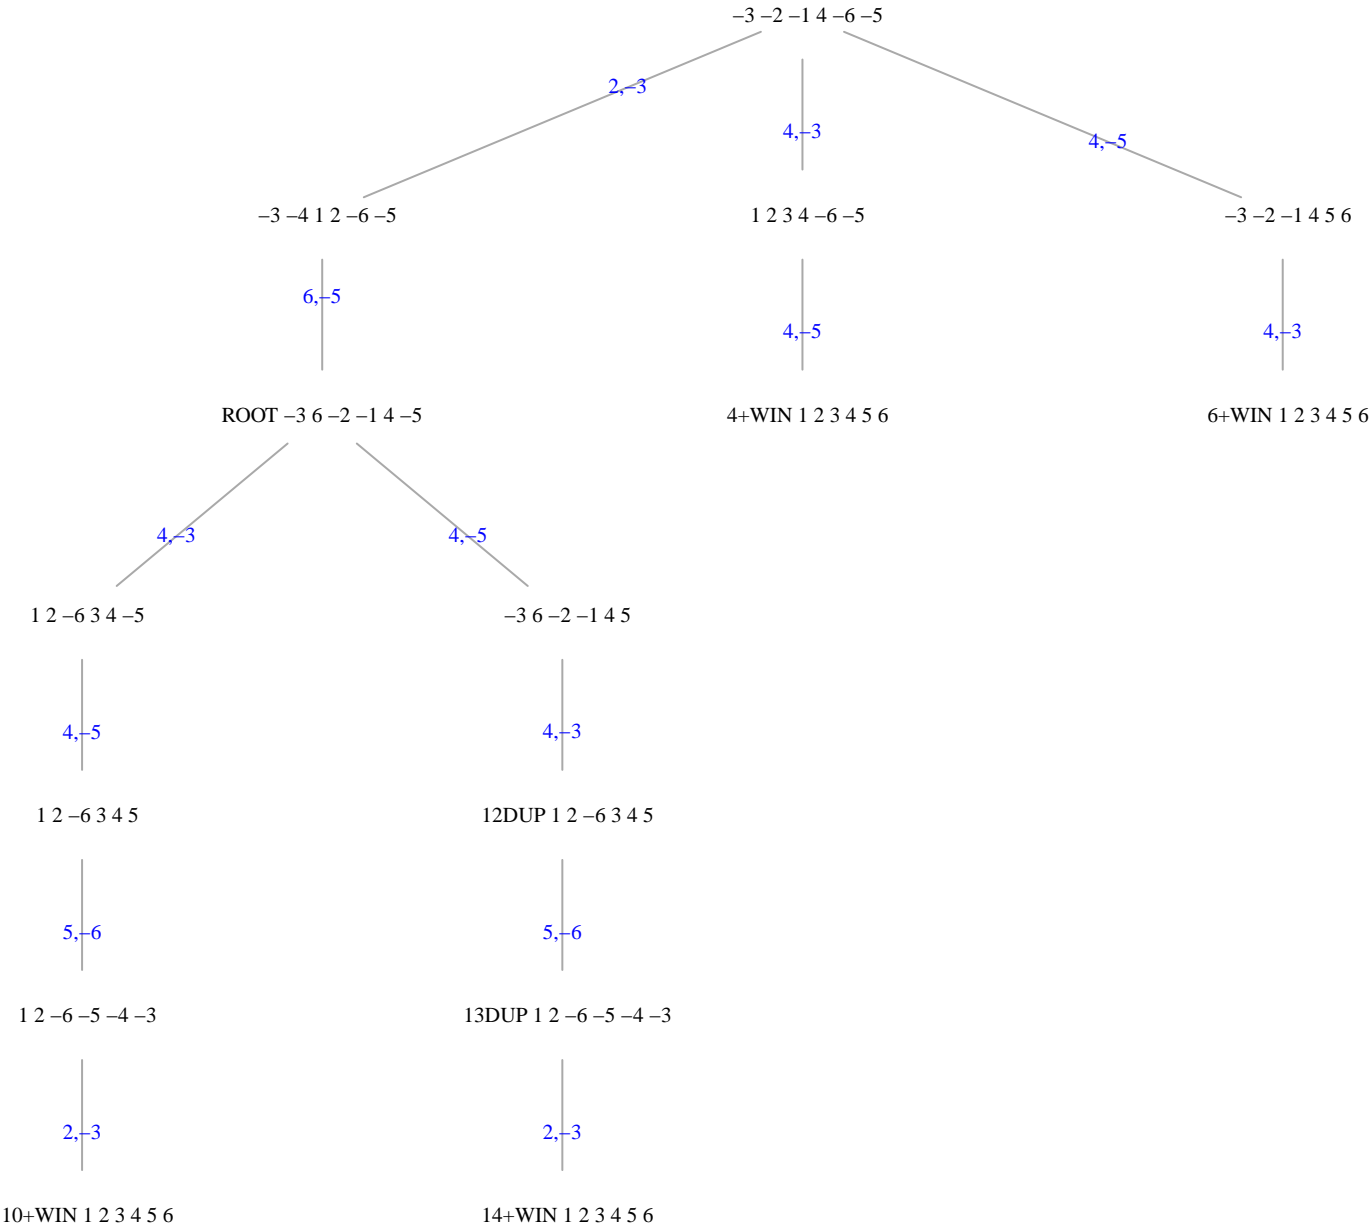 –3 –2 –1 4 –6 –5
2,–3
4,–3
4,–5
–3 –4 1 2 –6 –5
1 2 3 4 –6 –5
–3 –2 –1 4 5 6
6,–5
4,–5
4,–3
ROOT –3 6 –2 –1 4 –5
4+WIN 1 2 3 4 5 6
6+WIN 1 2 3 4 5 6
4,–3
4,–5
1 2 –6 3 4 –5
–3 6 –2 –1 4 5
4,–5
4,–3
1 2 –6 3 4 5
12DUP 1 2 –6 3 4 5
5,–6
5,–6
1 2 –6 –5 –4 –3
13DUP 1 2 –6 –5 –4 –3
2,–3
2,–3
10+WIN 1 2 3 4 5 6
14+WIN 1 2 3 4 5 6